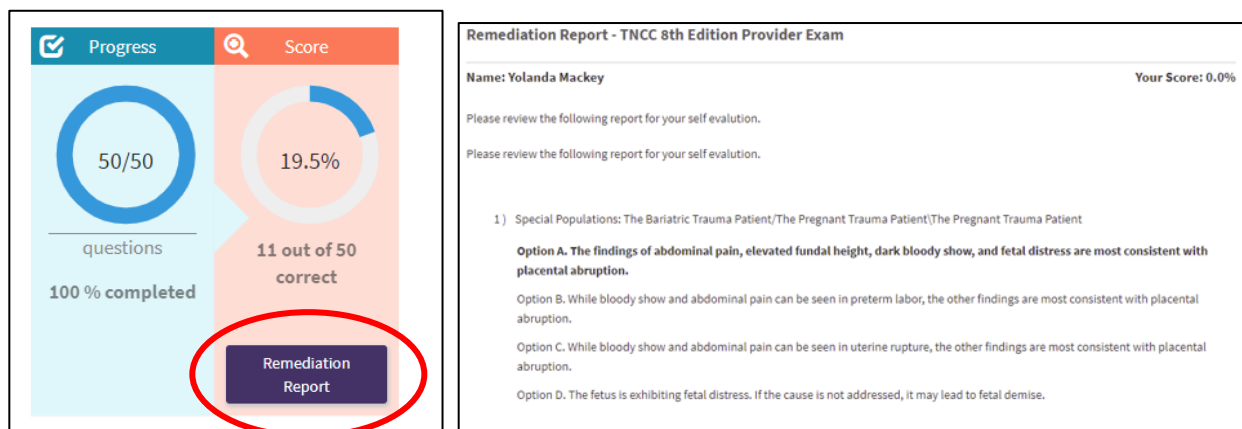 Progress
Score
50/50
19.5%
questions
11 out of 50
correct
100 % completed
Remediation
Report
Remediation Report - TNCC 8th Edition Provider Exam
Name: Yolanda Mackey
Your Score: 0.0%
Please review the following report for your self evalution.
Please review the following report for your self evalution.
1 ) Special Populations: The Bariatric Trauma Patient/The Pregnant Trauma Patient\The Pregnant Trauma Patient
Option A. The findings of abdominal pain, elevated fundal height, dark bloody show, and fetal distress are most consistent with
placental abruption.
Option B. While bloody show and abdominal pain can be seen in preterm labor, the other findings are most consistent with placental
abruption.
Option C. While bloody show and abdominal pain can be seen in uterine rupture, the other findings are most consistent with placental
abruption.
Option D. The fetus is exhibiting fetal distress. If the cause is not addressed, it may lead to fetal demise.